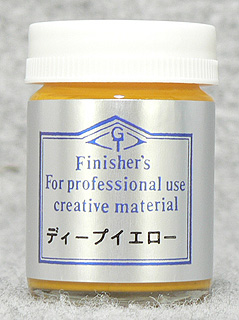 GT
Finisher's
For professional use
creative material
ディープイエロー